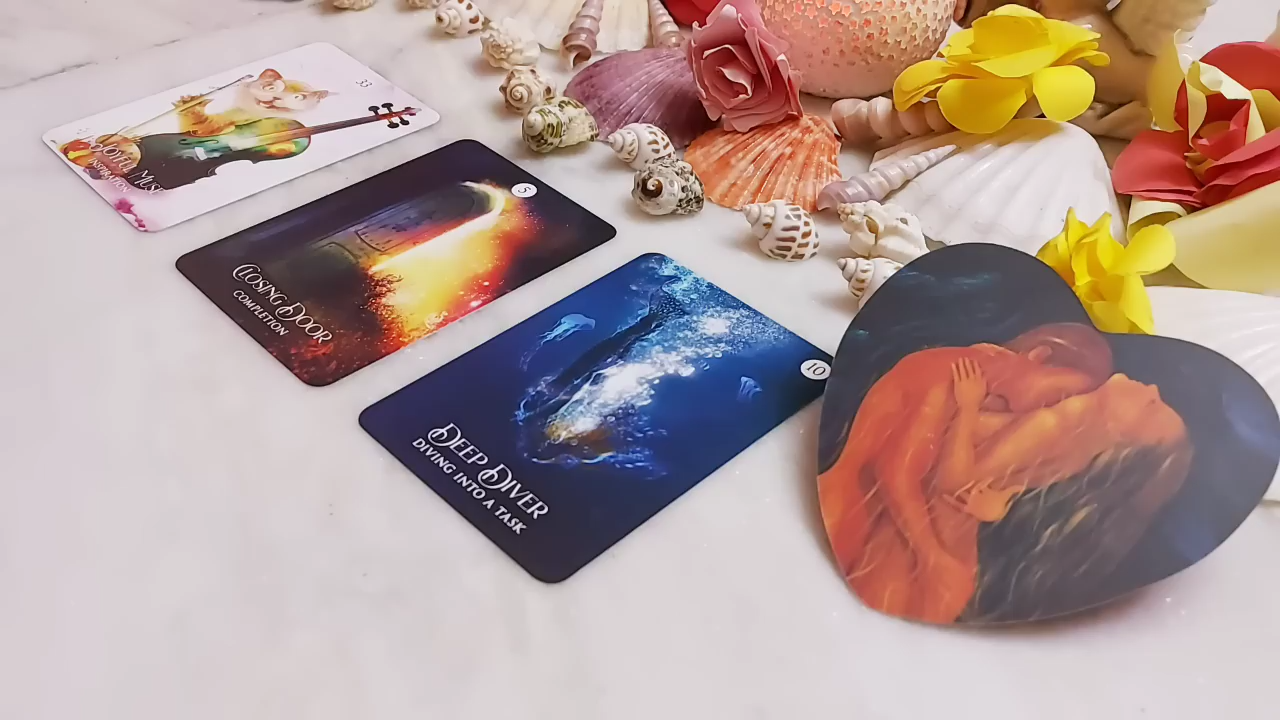 33
JOYFUL MUSE
INSPIRATION
5
CLOSING DOOR
COMPLETION
10
DEEP DIVER
DIVING INTO A TASK